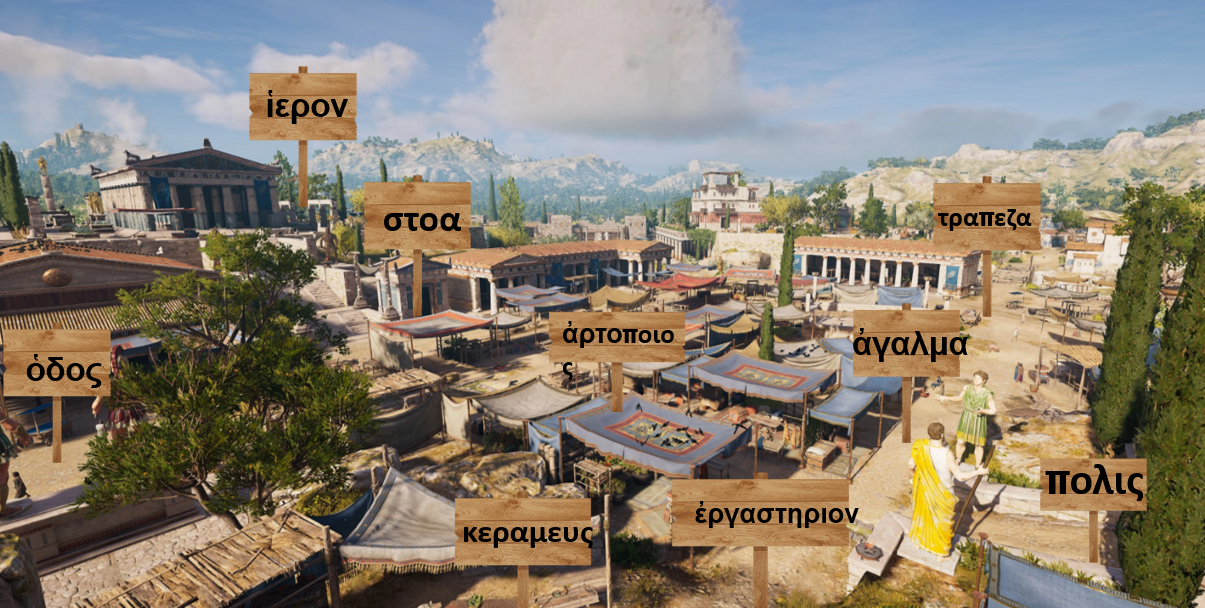 ἱερον
στοα
τραπεζα
ἀρτοποιο
ς
ἀγαλμα
ὁδος
πολις
ἐργαστηριον
κεραμευς